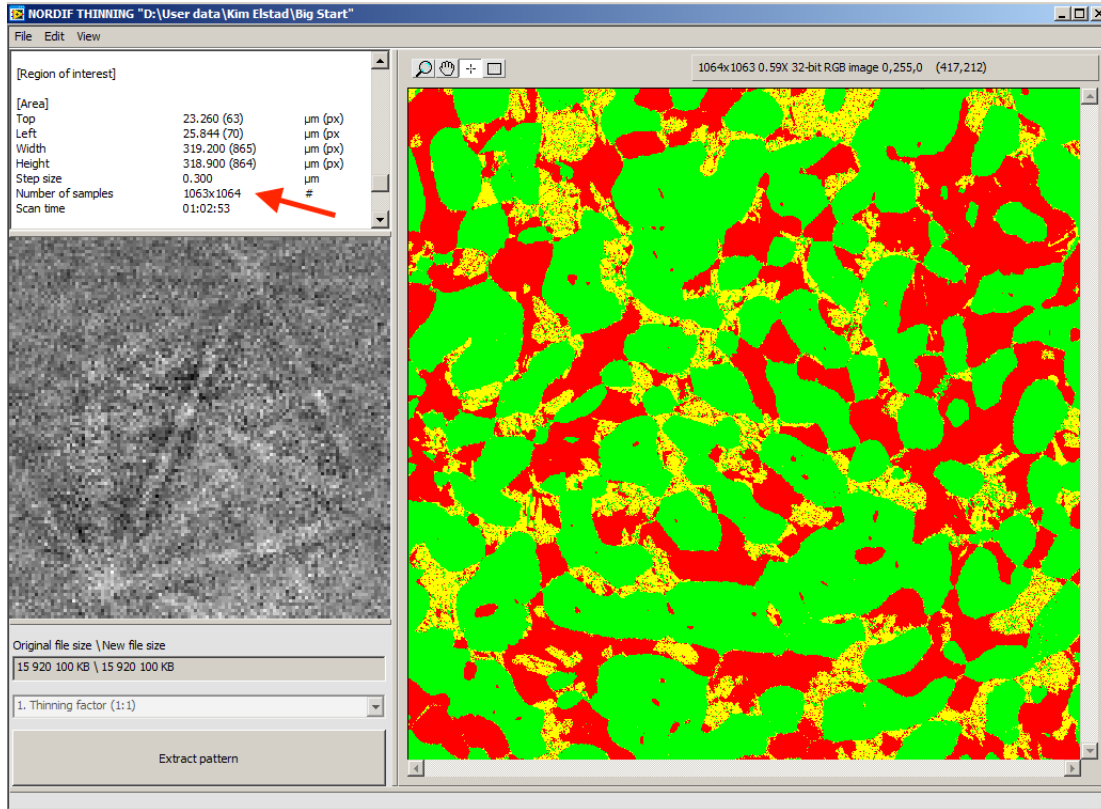 NORDIF THINNING "D:\User data\Kim Elstad\Big Start"
File Edit View
[Region of interest]
[Area]
Top 23.260 (63) µm (px)
Left 25.844 (70) µm (px
Width 319.200 (865) µm (px)
Height 318.900 (864) µm (px)
Step size 0.300 µm
Number of samples 1063x1064 #
Scan time 01:02:53
1064x1063 0.59X 32-bit RGB image 0,255,0 (417,212)
Original file size \ New file size
15 920 100 KB \ 15 920 100 KB
1. Thinning factor (1:1)
Extract pattern